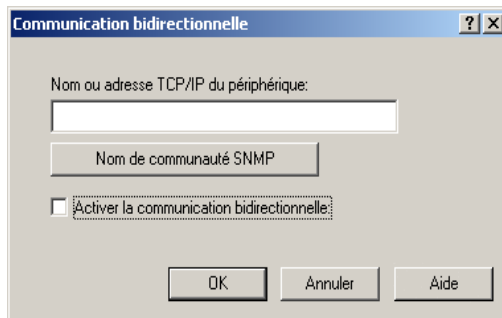 Communication bidirectionnelle
Nom ou adresse TCP/IP du périphérique:
Nom de communauté SNMP
Activer la communication bidirectionnelle:
OK Annuler Aide